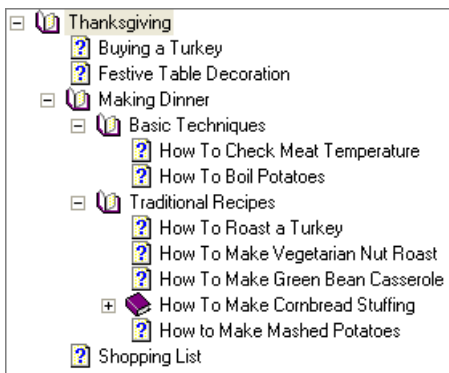 Thanksgiving
Buying a Turkey
Festive Table Decoration
Making Dinner
Basic Techniques
How To Check Meat Temperature
How To Boil Potatoes
Traditional Recipes
How To Roast a Turkey
How To Make Vegetarian Nut Roast
How To Make Green Bean Casserole
How To Make Cornbread Stuffing
How to Make Mashed Potatoes
Shopping List